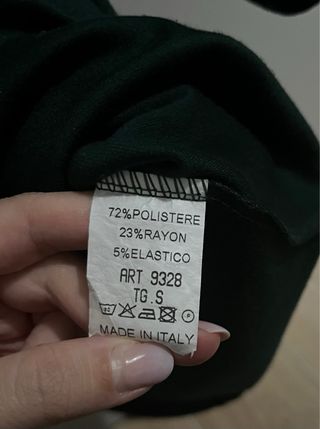 72%POLISTERE
23%RAYON
5%ELASTICO
ART 9328
TG.S
MADE IN ITALY